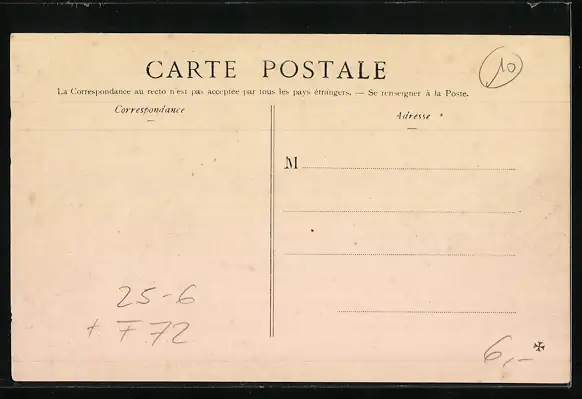 CARTE POSTALE
10
La Correspondance au recto n'est pas acceptée par tous les pays étrangers. — Se renseigner à la Poste.
Correspondance
Adresse
M
25-6
+ F 72
6,-